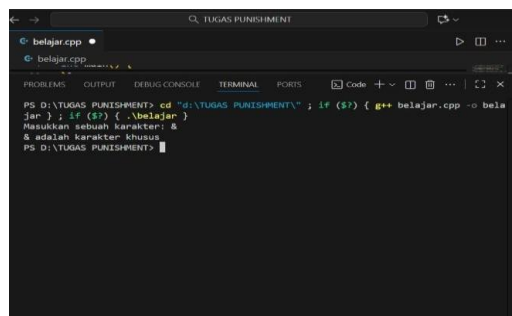 TUGAS PUNISHMENT
belajar.cpp
belajar.cpp
PROBLEMS OUTPUT DEBUG CONSOLE TERMINAL PORTS Code
PS D:\TUGAS PUNISHMENT> cd "d:\TUGAS PUNISHMENT\" ; if ($?) { g++ belajar.cpp -o bela
jar } ; if ($?) { .\belajar }
Masukkan sebuah karakter: &
& adalah karakter khusus
PS D:\TUGAS PUNISHMENT>